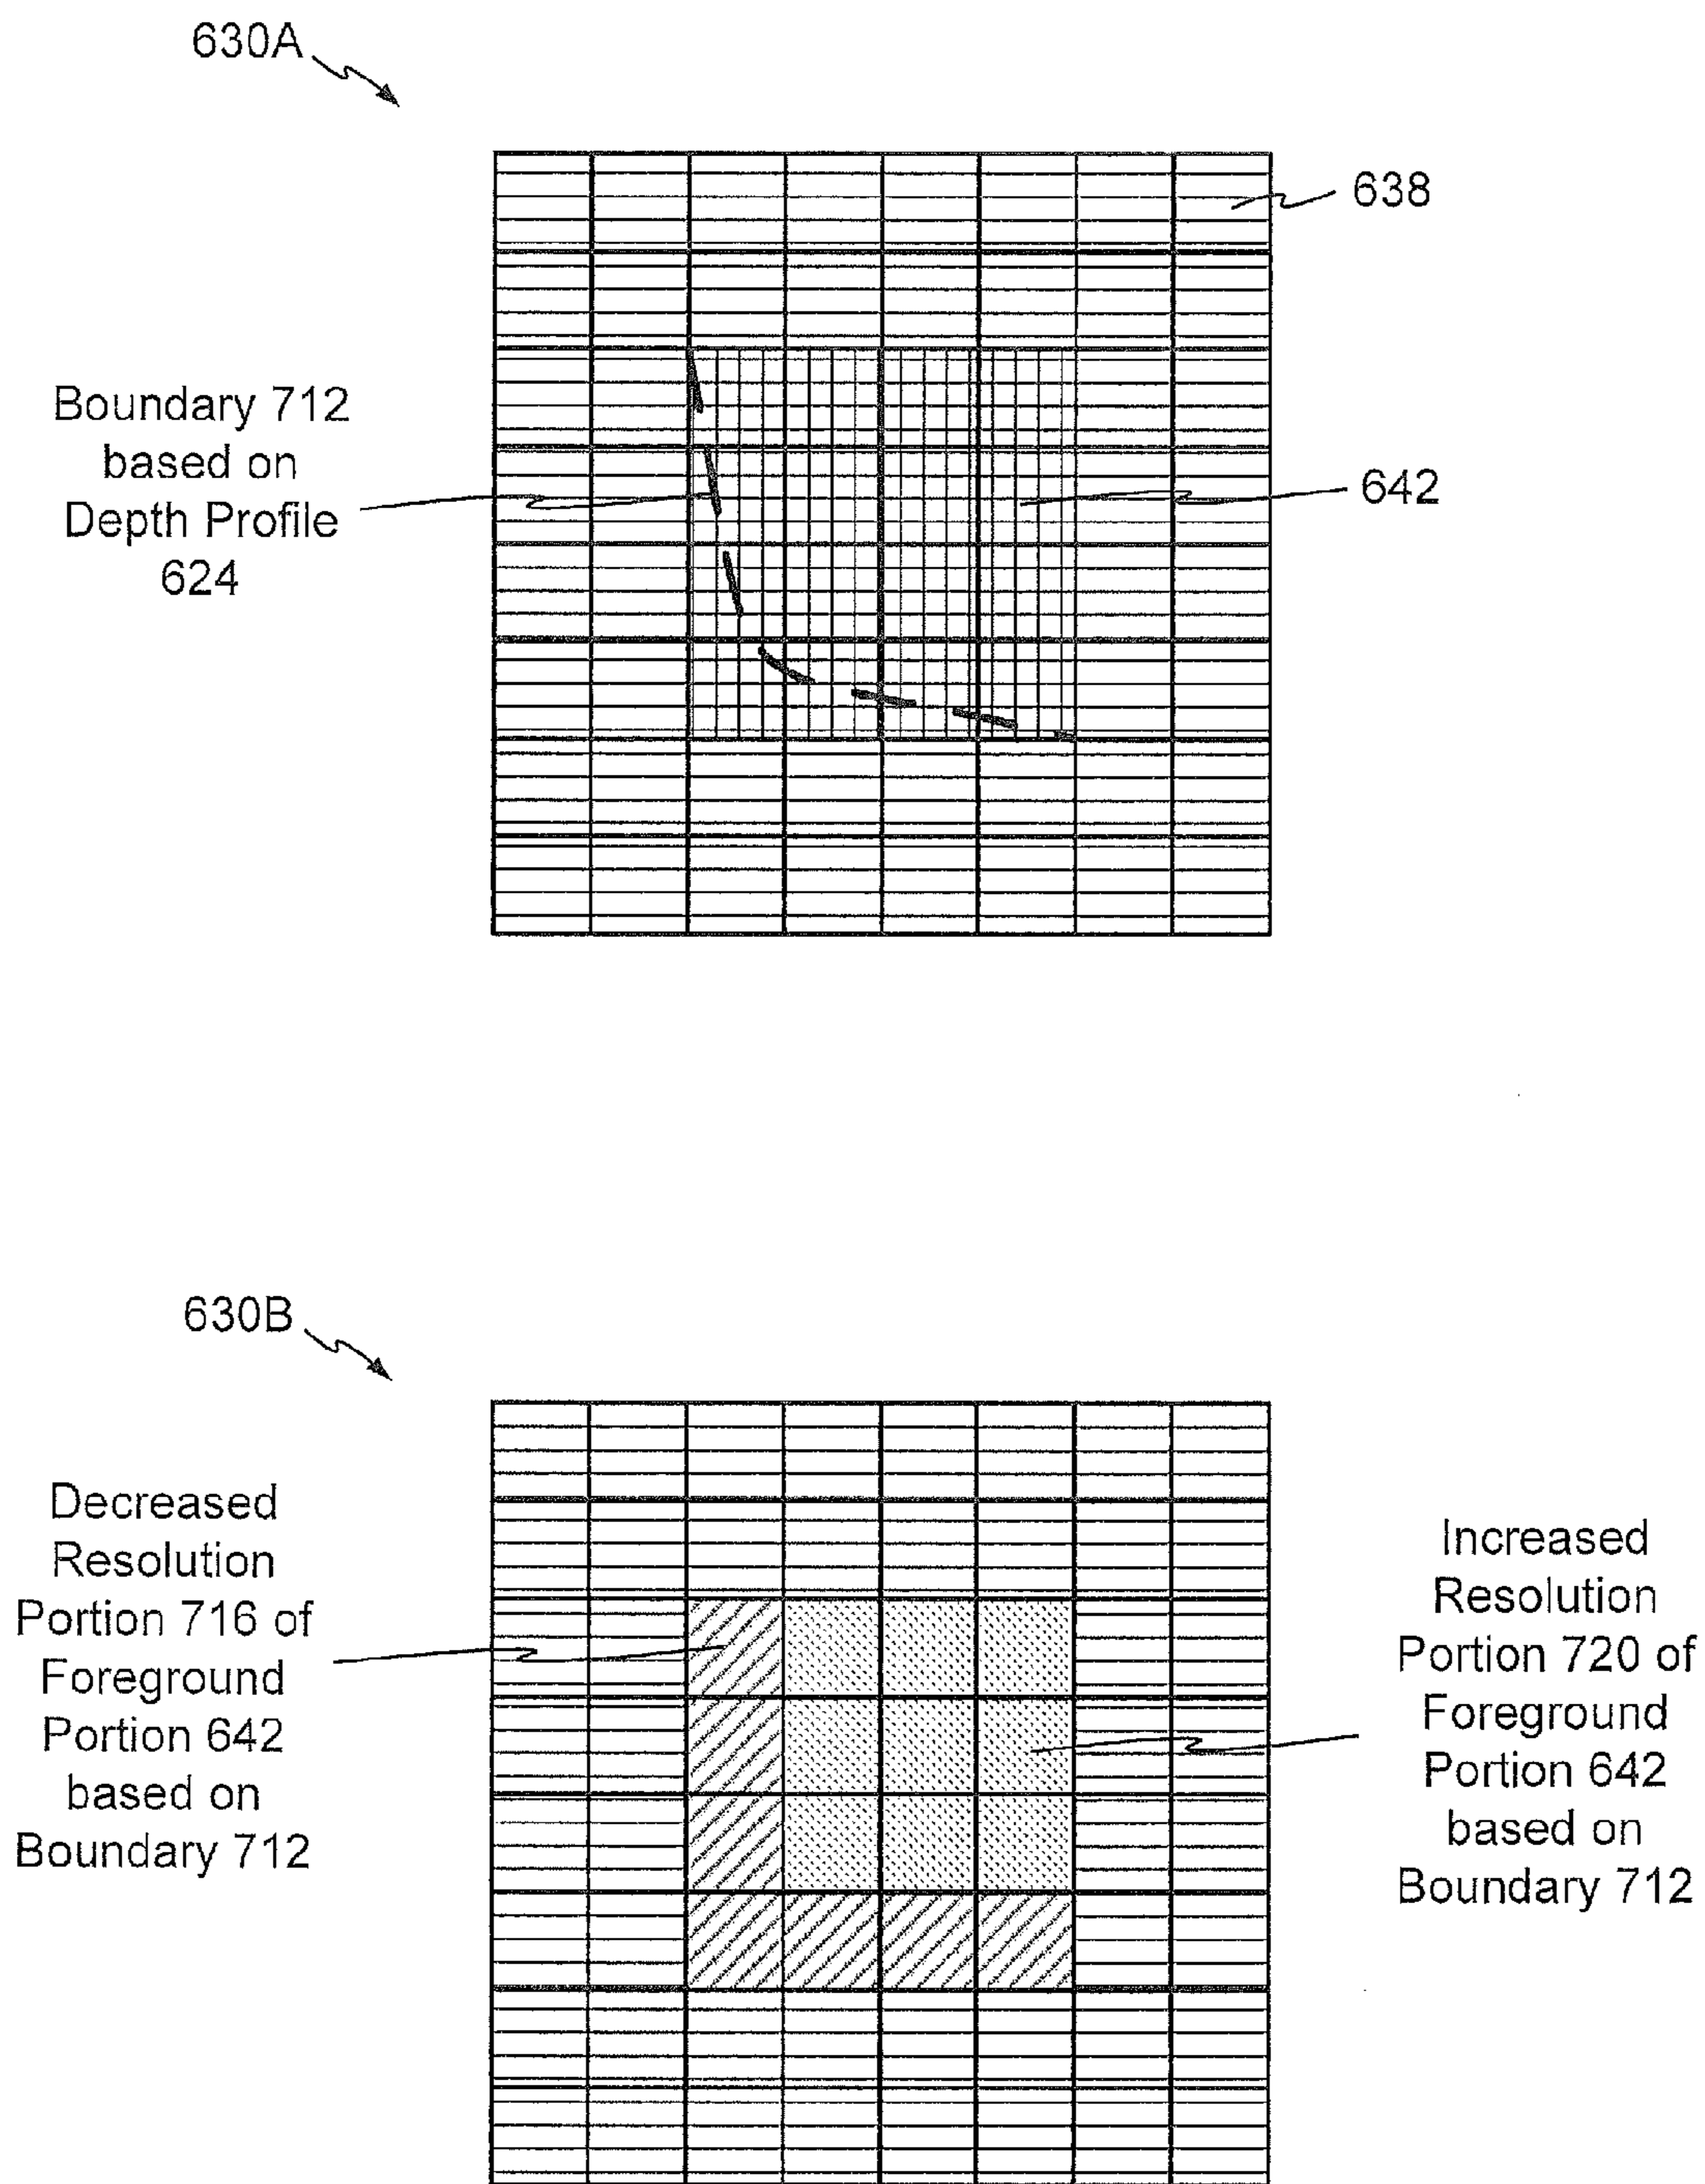 630A
638
Boundary 712
based on
Depth Profile
624
642
630B
Decreased
Resolution
Portion 716 of
Foreground
Portion 642
based on
Boundary 712
Increased
Resolution
Portion 720 of
Foreground
Portion 642
based on
Boundary 712